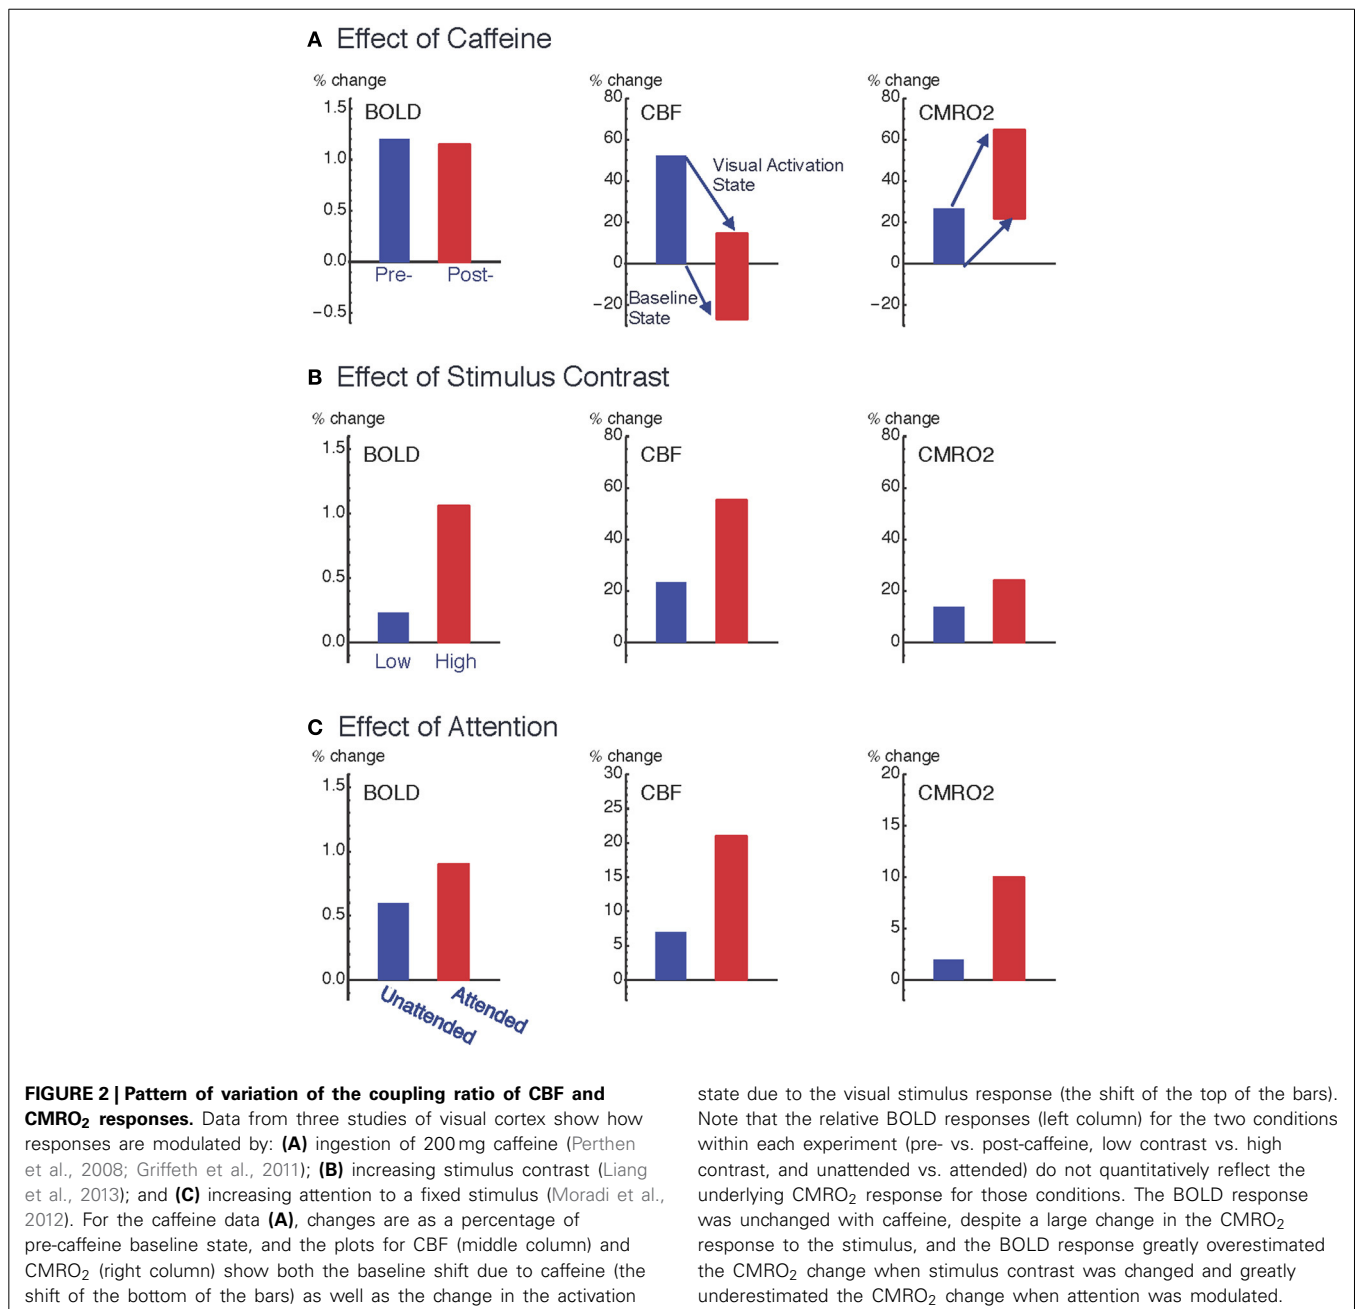 A Effect of Caffeine
% change
BOLD
1.5
1.0
0.5
0.0
−0.5
Pre- Post-
% change
CBF
80
60
40
20
0
−20
Visual Activation
State
Baseline
State
% change
CMRO2
80
60
40
20
0
−20
B Effect of Stimulus Contrast
% change
BOLD
1.5
1.0
0.5
0.0
Low High
% change
CBF
80
60
40
20
0
% change
CMRO2
80
60
40
20
0
C Effect of Attention
% change
BOLD
1.5
1.0
0.5
0.0
Unattended
Attended
% change
CBF
30
25
20
15
10
5
0
% change
CMRO2
20
15
10
5
0
FIGURE 2 | Pattern of variation of the coupling ratio of CBF and
CMRO₂ responses. Data from three studies of visual cortex show how
responses are modulated by: (A) ingestion of 200 mg caffeine (Perthen
et al., 2008; Griffeth et al., 2011); (B) increasing stimulus contrast (Liang
et al., 2013); and (C) increasing attention to a fixed stimulus (Moradi et al.,
2012). For the caffeine data (A), changes are as a percentage of
pre-caffeine baseline state, and the plots for CBF (middle column) and
CMRO₂ (right column) show both the baseline shift due to caffeine (the
shift of the bottom of the bars) as well as the change in the activation
state due to the visual stimulus response (the shift of the top of the bars).
Note that the relative BOLD responses (left column) for the two conditions
within each experiment (pre- vs. post-caffeine, low contrast vs. high
contrast, and unattended vs. attended) do not quantitatively reflect the
underlying CMRO₂ response for those conditions. The BOLD response
was unchanged with caffeine, despite a large change in the CMRO₂
response to the stimulus, and the BOLD response greatly overestimated
the CMRO₂ change when stimulus contrast was changed and greatly
underestimated the CMRO₂ change when attention was modulated.